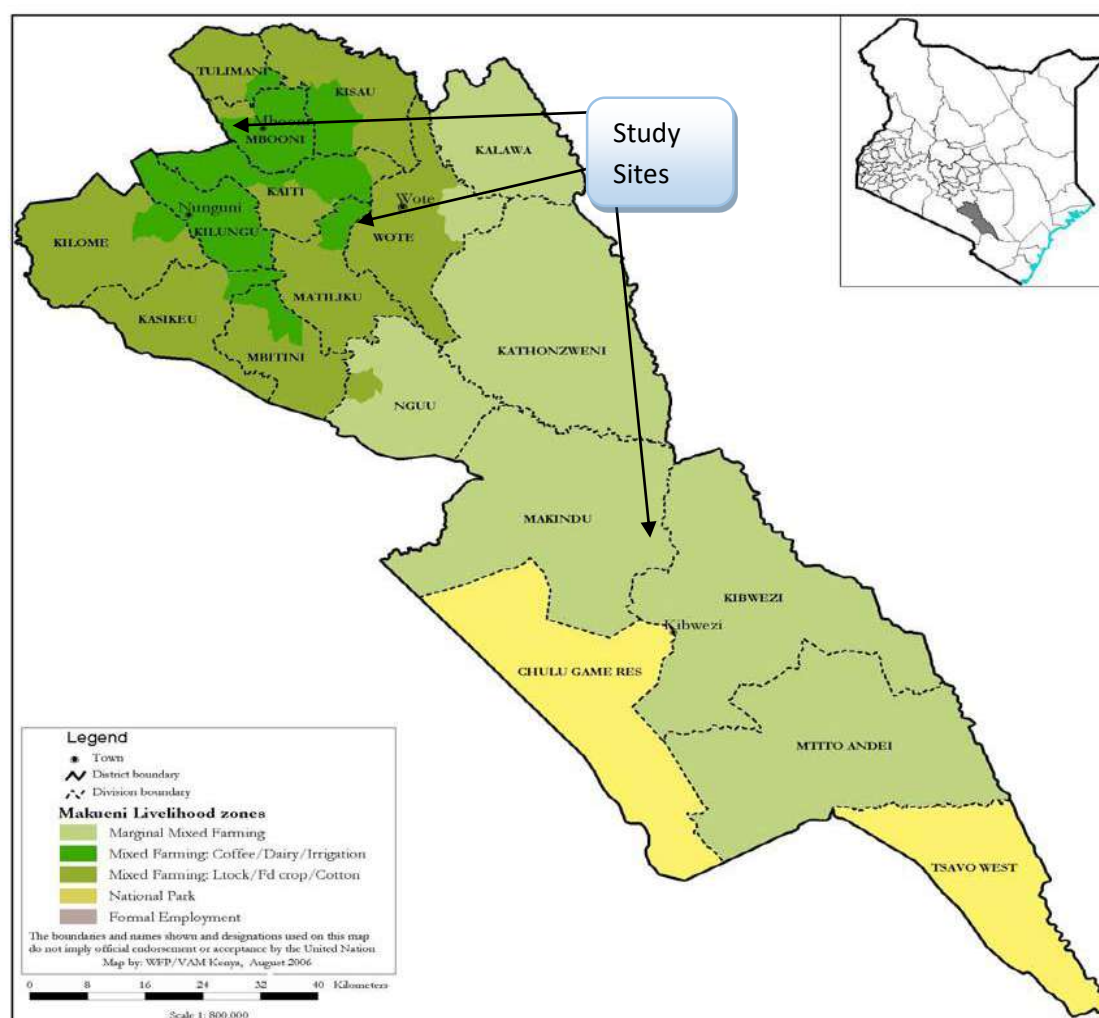 TULIMANI
KISAU
Mbooni
MBOONI
Study
Sites
KALAWA
KAITI
Wote
Nunguni
KILUNGU
WOTE
KILOME
MATILIKU
KASIKEU
KATHONZWENI
MBITINI
NGUU
MAKINDU
KIBWEZI
Kibwezi
CHULU GAME RES
MTITO ANDEI
TSAVO WEST
Legend
Town
District boundary
Division boundary
Makueni Livelihood zones
Marginal Mixed Farming
Mixed Farming: Coffee/Dairy/Irrigation
Mixed Farming: Ltock/Fd crop/Cotton
National Park
Formal Employment
The boundaries and names shown and designations used on this map
do not imply official endorsement or acceptance by the United Nation
Map by: WFP/VAM Kenya, August 2006
0 8 16 24 32 40 Kilometers
Scale 1: 800,000